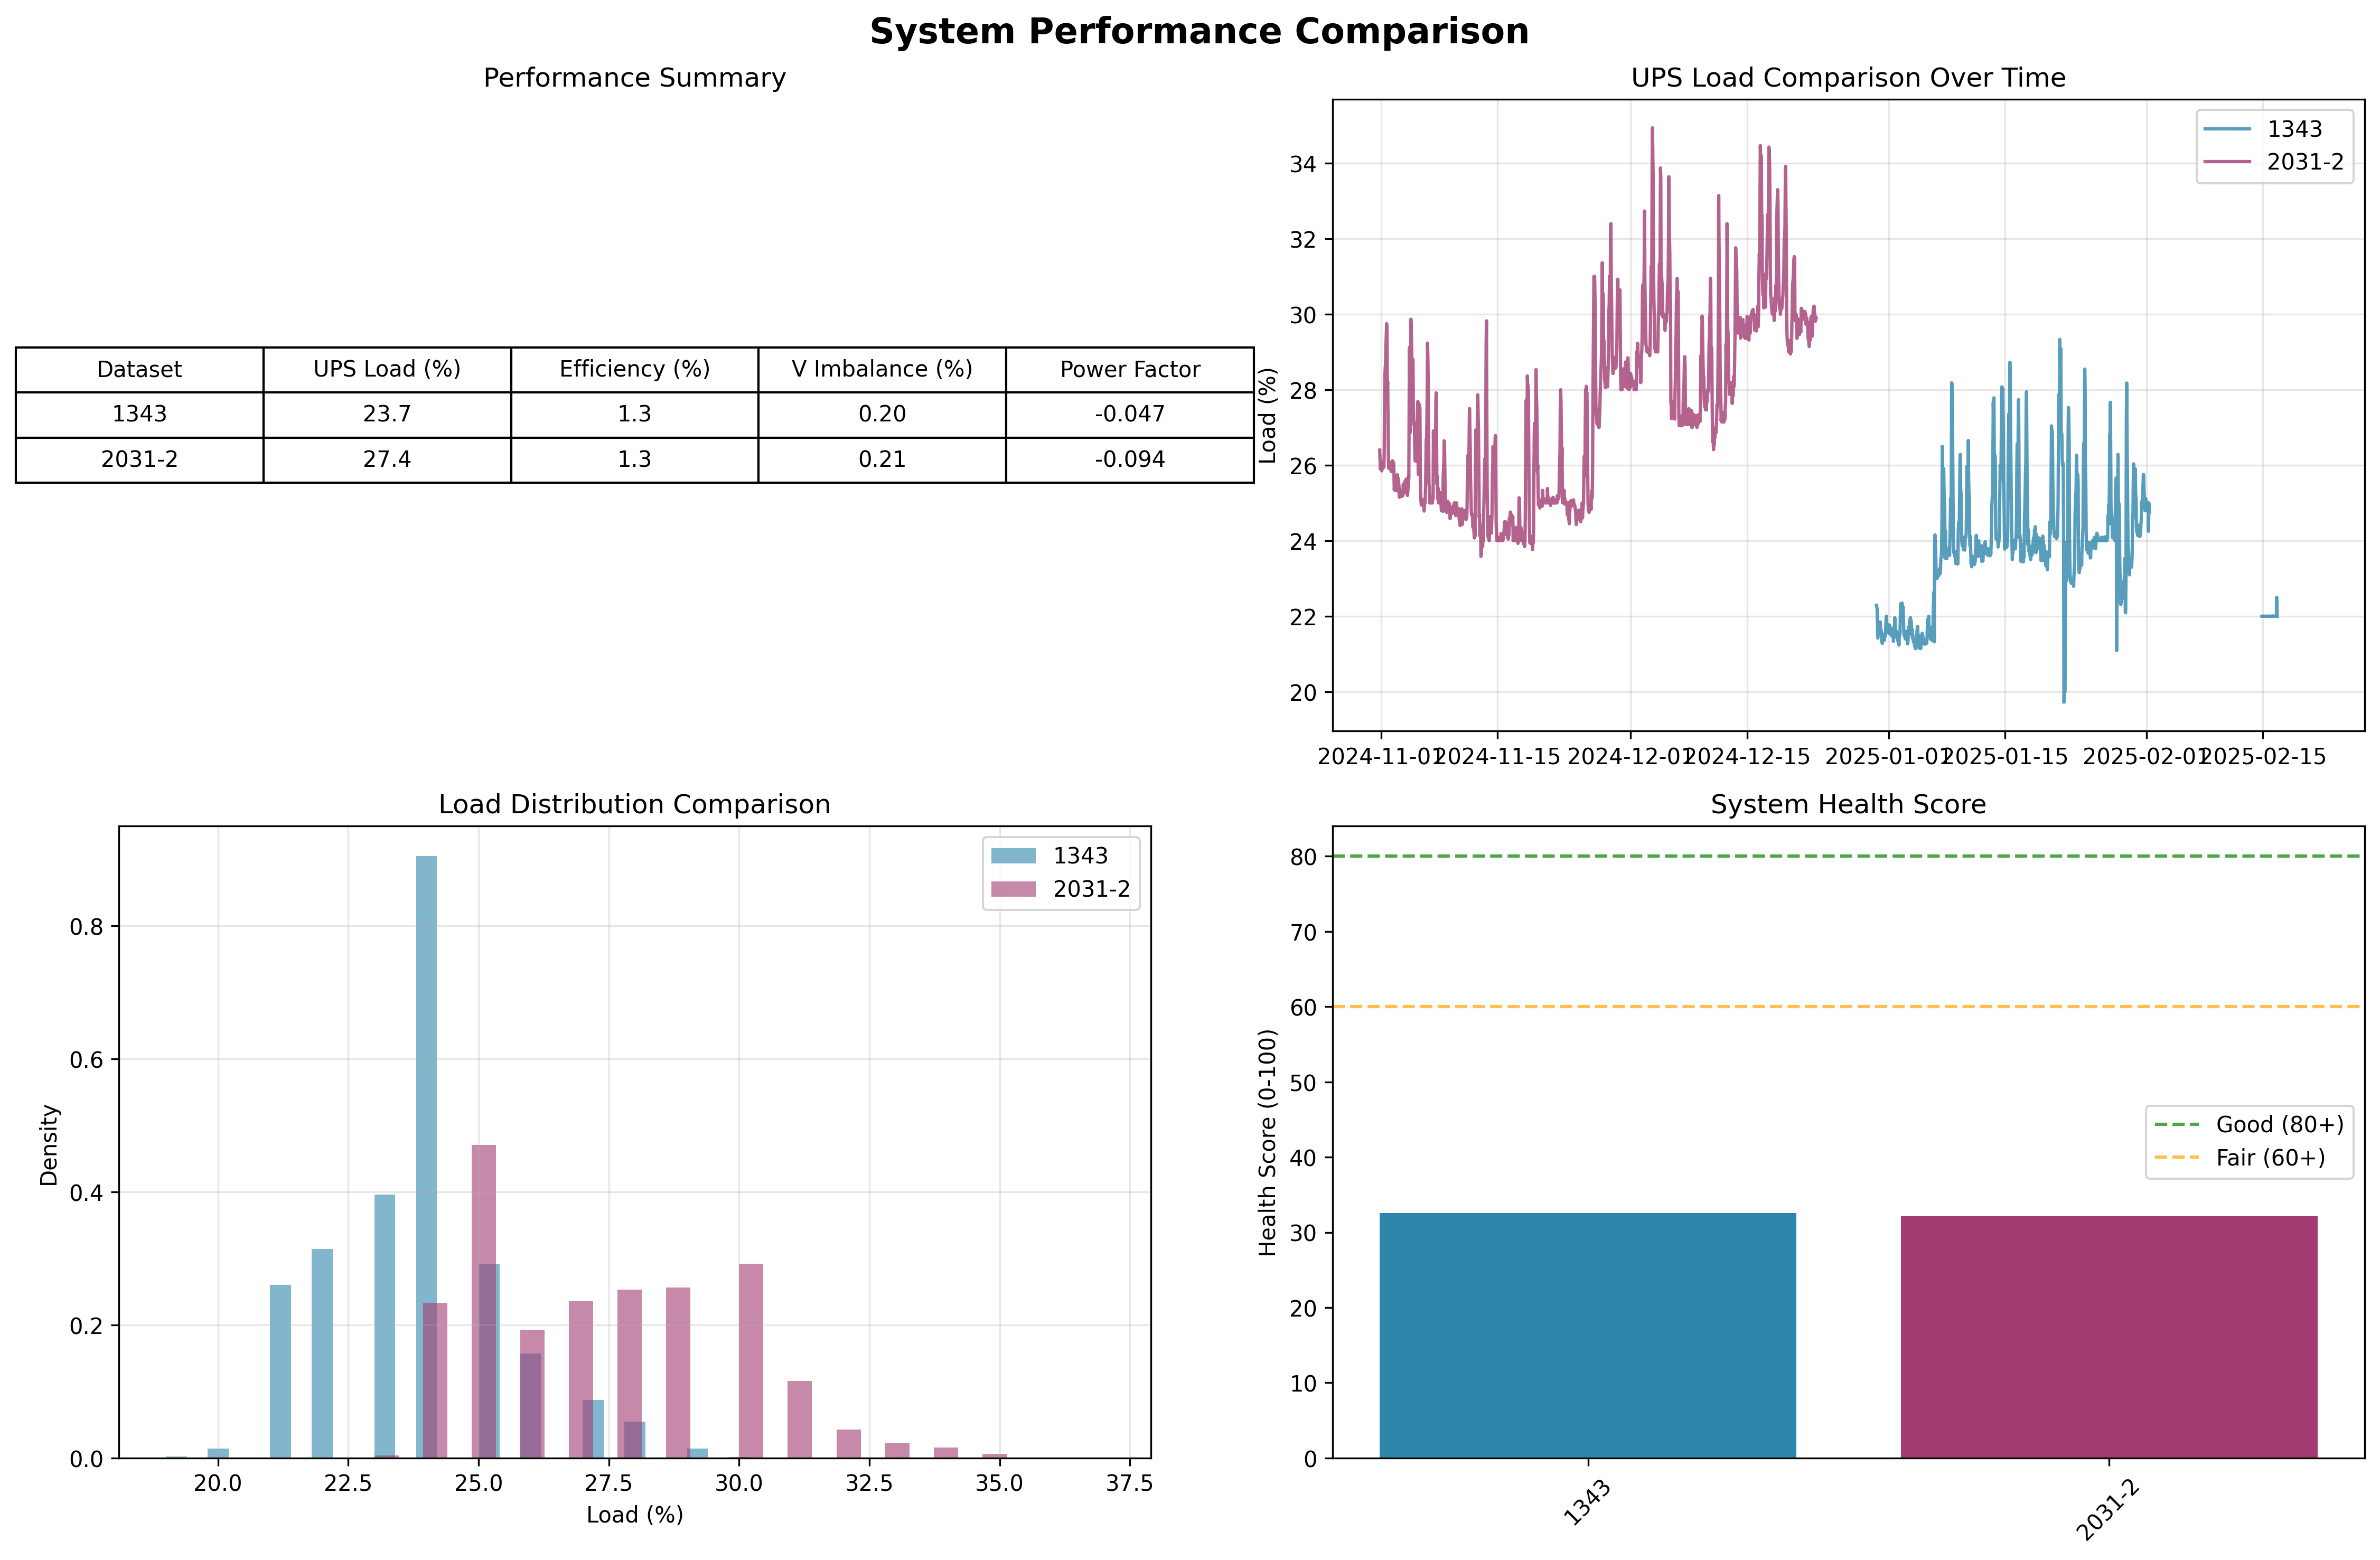 System Performance Comparison
Performance Summary
Dataset UPS Load (%) Efficiency (%) V Imbalance (%) Power Factor
1343 23.7 1.3 0.20 -0.047
2031-2 27.4 1.3 0.21 -0.094
UPS Load Comparison Over Time
1343
2031-2
Load (%)
34
32
30
28
26
24
22
20
2024-11-01 2024-11-15 2024-12-01 2024-12-15 2025-01-01 2025-01-15 2025-02-01 2025-02-15
Load Distribution Comparison
1343
2031-2
Density
0.8
0.6
0.4
0.2
0.0
20.0 22.5 25.0 27.5 30.0 32.5 35.0 37.5
Load (%)
System Health Score
Health Score (0-100)
80
70
60
50
40
30
20
10
0
Good (80+)
Fair (60+)
1343 2031-2